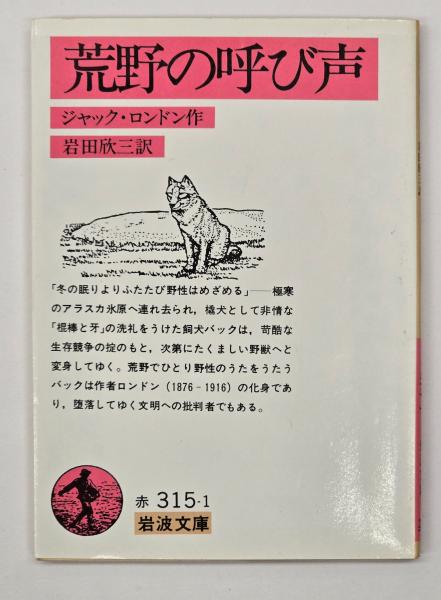 荒野の呼び声
ジャック・ロンドン作
岩田欣三訳
「冬の眠りよりふたたび野性はめざめる」──極寒
のアラスカ氷原へ連れ去られ，橇犬として非情な
「棍棒と牙」の洗礼をうけた飼犬バックは，苛酷な
生存競争の掟のもと，次第にたくましい野獣へと
変身してゆく。荒野でひとり野性のうたをうたう
バックは作者ロンドン（1876－1916）の化身であ
り，堕落してゆく文明への批判者でもある。
赤 315-1
岩波文庫